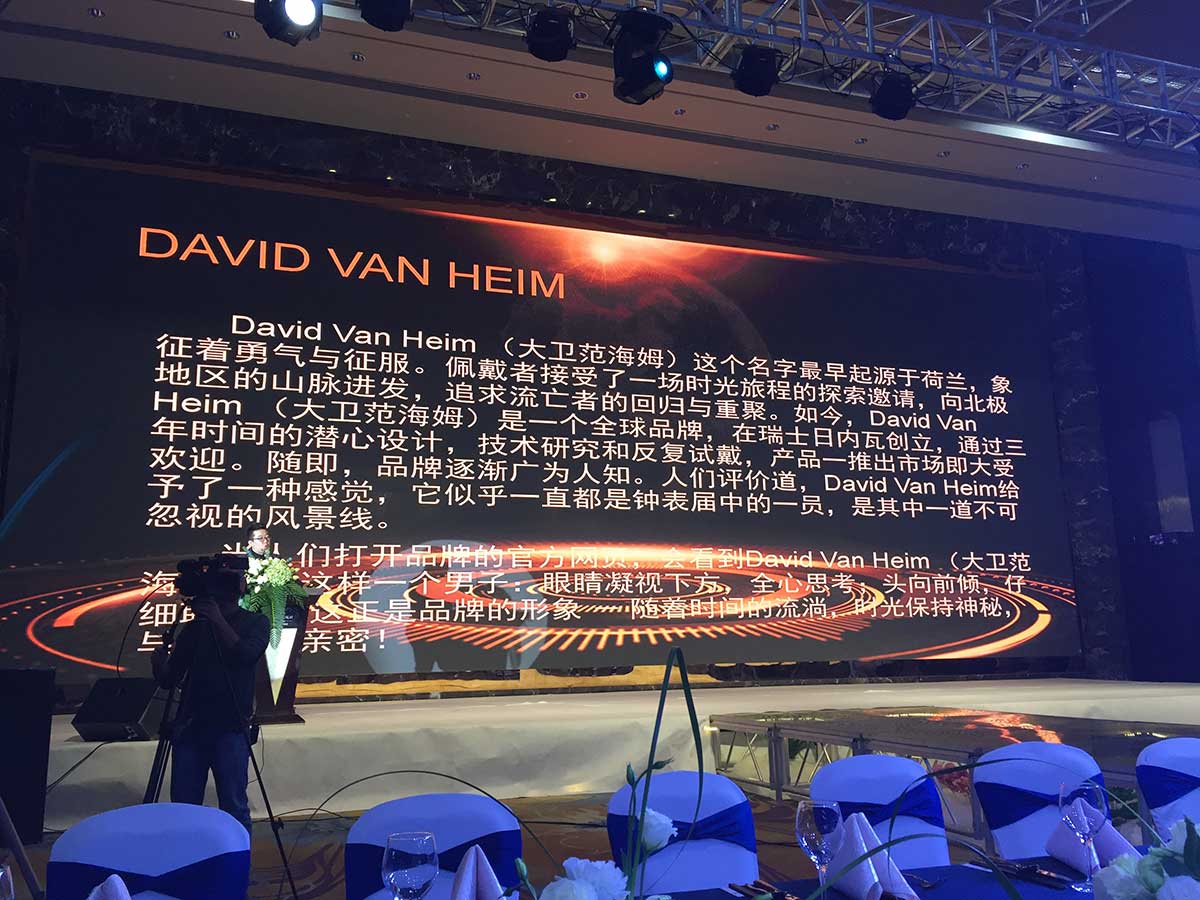 DAVID VAN HEIM
David Van Heim （大卫范海姆）这个名字最早起源于荷兰，象
征着勇气与征服。佩戴者接受了一场时光旅程的探索邀请，向北极
地区的山脉进发，追求流亡者的回归与重聚。如今，David Van
Heim （大卫范海姆）是一个全球品牌，在瑞士日内瓦创立，通过三
年时间的潜心设计，技术研究和反复试戴，产品一推出市场即大受
欢迎。随即，品牌逐渐广为人知。人们评价道，David Van Heim给
予了一种感觉，它似乎一直都是钟表届中的一员，是其中一道不可
忽视的风景线。
们打开品牌的官方网页，会看到David Van Heim （大卫范
海 这样一个男子：眼睛凝视下方，全心思考；头向前倾，仔
细 这正是品牌的形象 随着时间的流淌，时光保持神秘，
与 亲密！